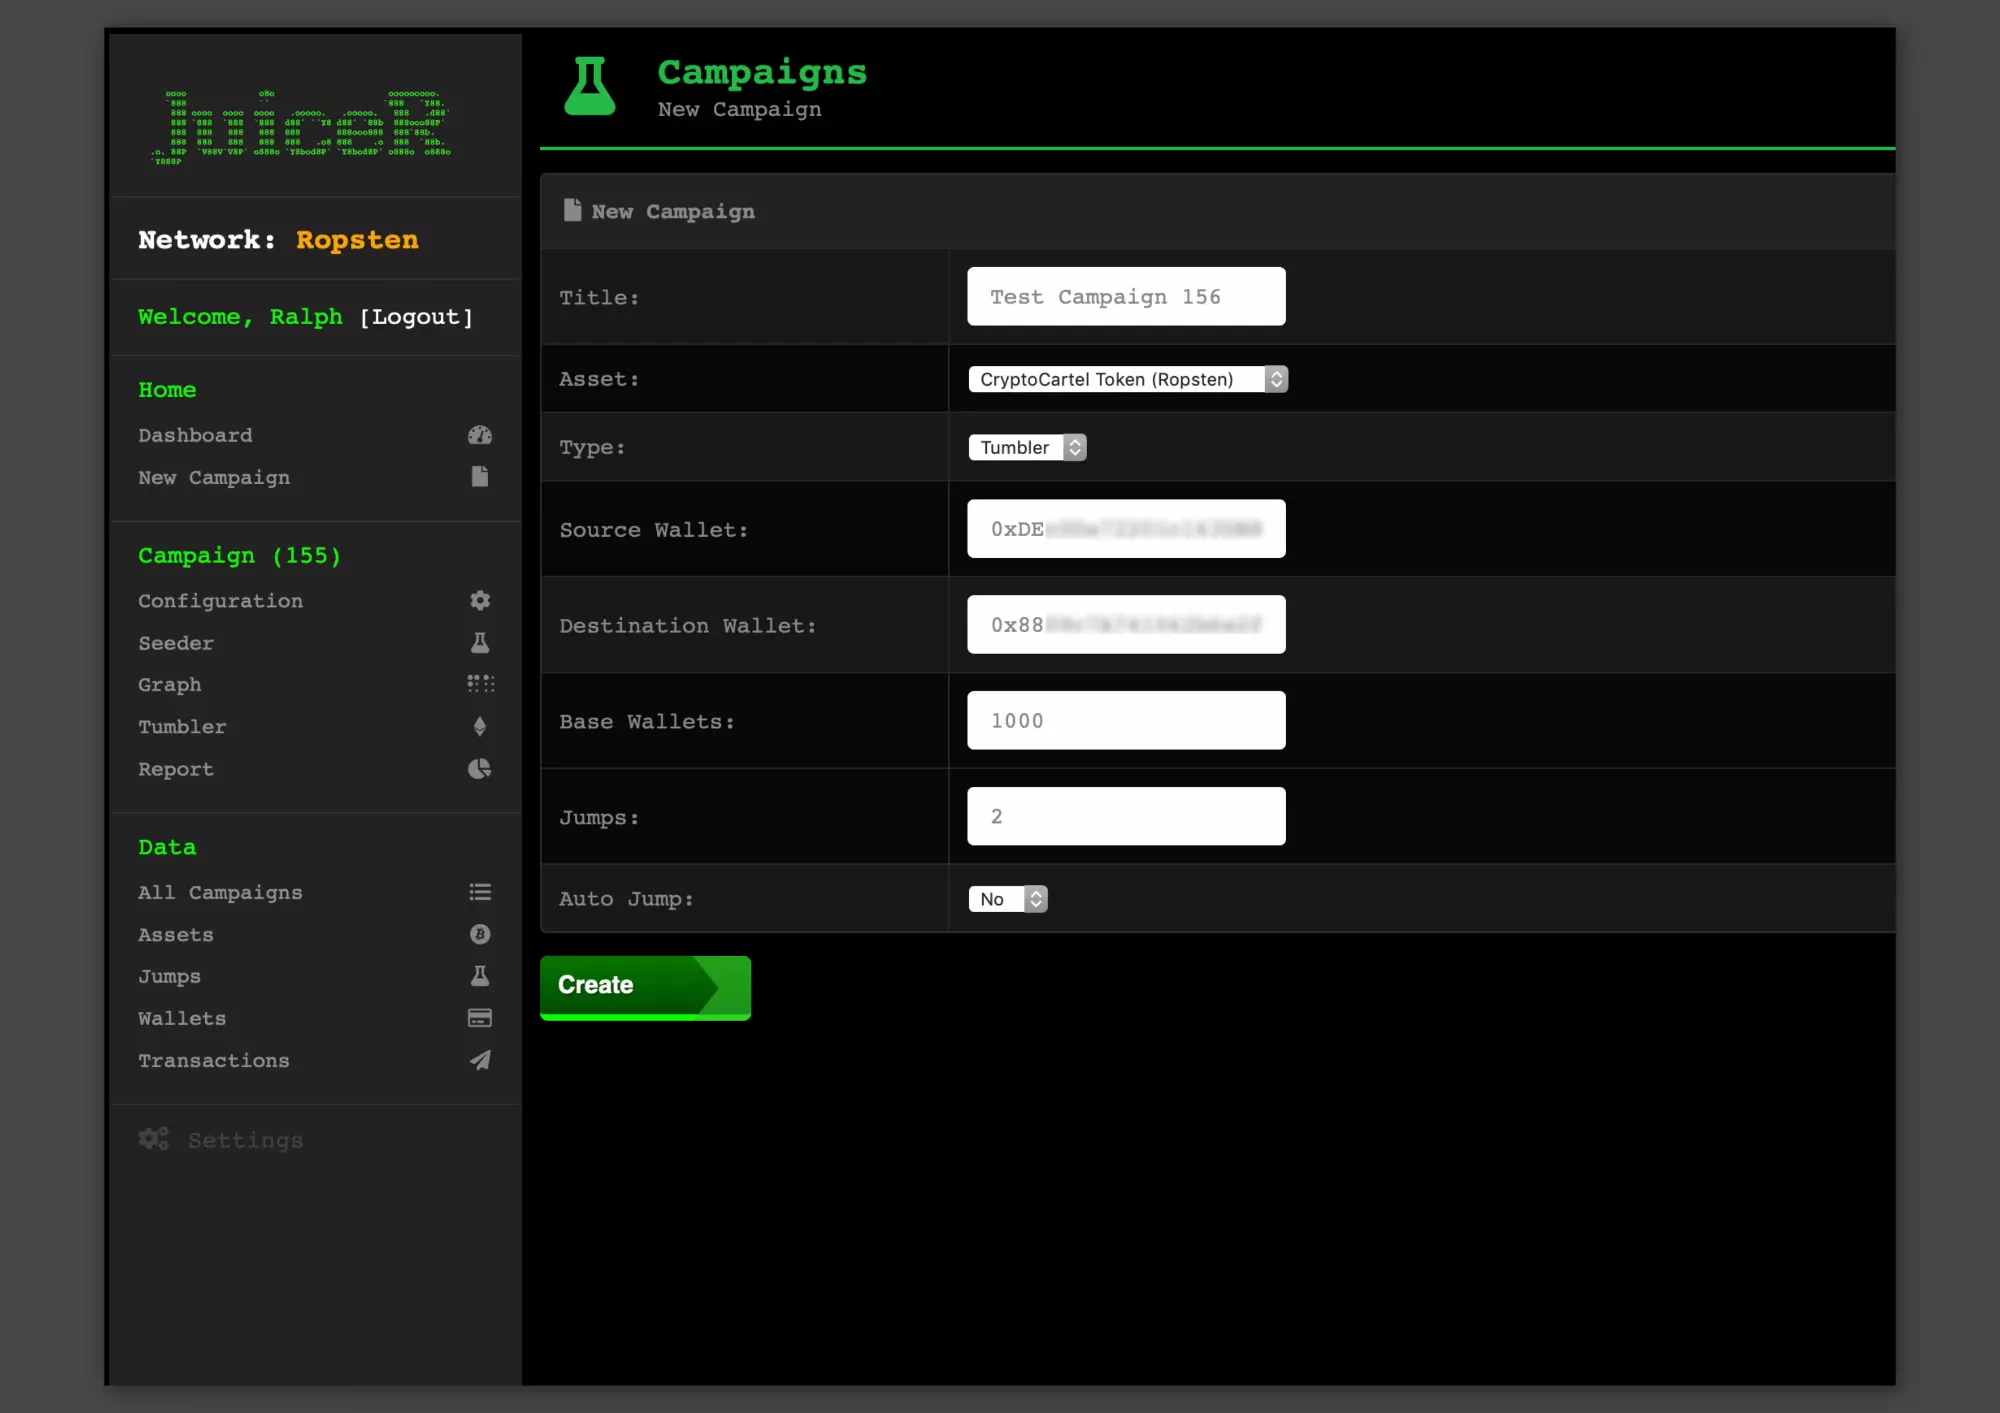 JuiceR
Network: Ropsten
Welcome, Ralph [Logout]
Home
Dashboard
New Campaign
Campaign (155)
Configuration
Seeder
Graph
Tumbler
Report
Data
All Campaigns
Assets
Jumps
Wallets
Transactions
Settings
Campaigns
New Campaign
New Campaign
Title: Test Campaign 156
Asset: CryptoCartel Token (Ropsten)
Type: Tumbler
Source Wallet: 0xDE
Destination Wallet: 0x88
Base Wallets: 1000
Jumps: 2
Auto Jump: No
Create